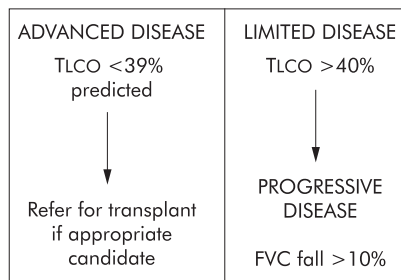 ADVANCED DISEASE
TLCO <39%
predicted
Refer for transplant
if appropriate
candidate
LIMITED DISEASE
TLCO >40%
PROGRESSIVE
DISEASE
FVC fall >10%